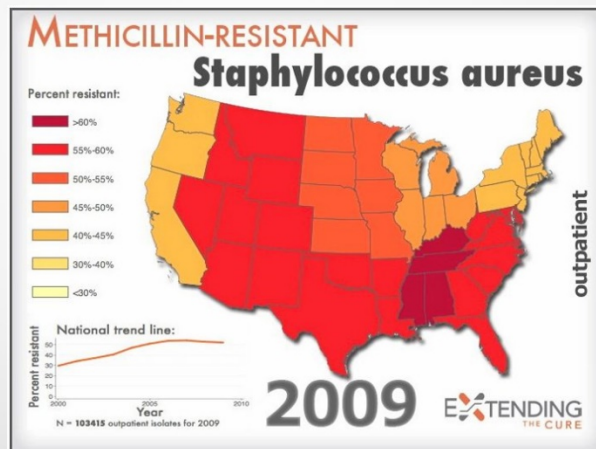 METHICILLIN-RESISTANT
Staphylococcus aureus
Percent resistant:
>60%
55%-60%
50%-55%
45%-50%
40%-45%
30%-40%
<30%
outpatient
National trend line:
Percent resistant
50
40
30
20
10
0
2000
2005
2010
Year
N = 103415 outpatient isolates for 2009
2009
EXTENDING
THE CURE